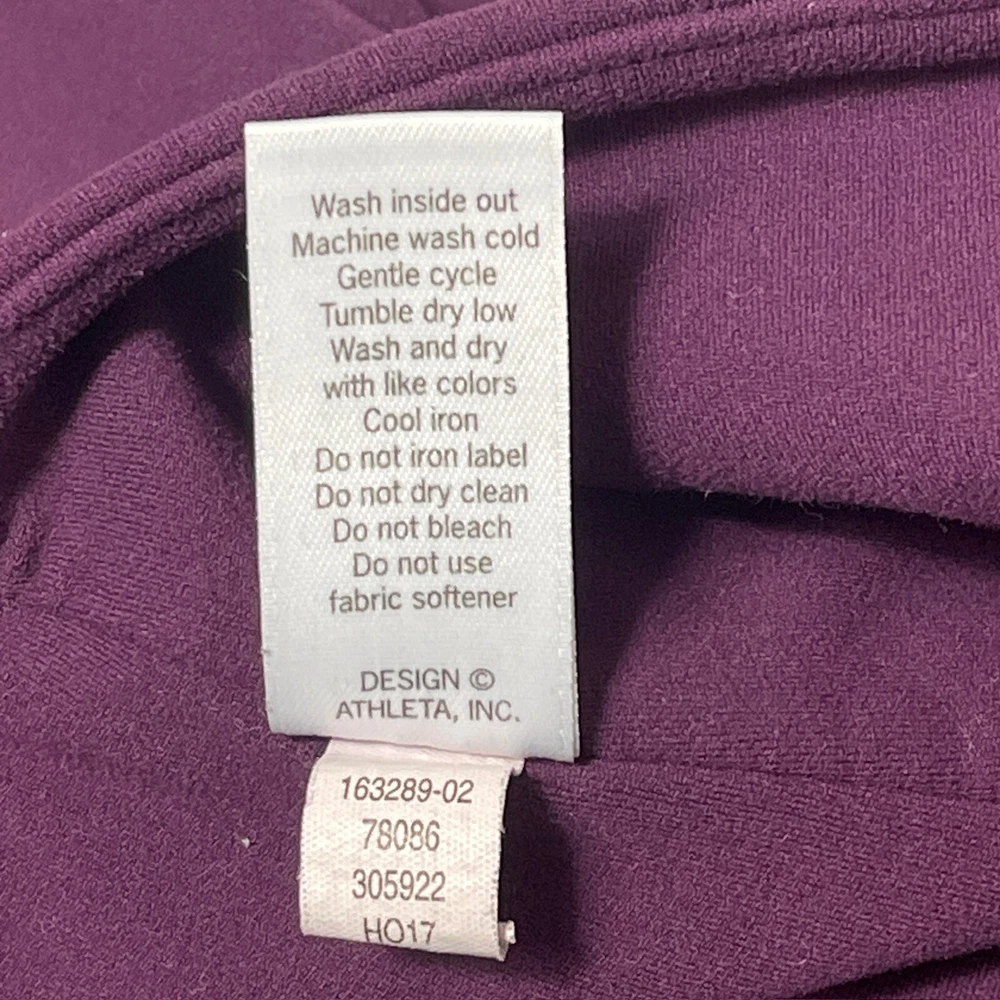 Wash inside out
Machine wash cold
Gentle cycle
Tumble dry low
Wash and dry
with like colors
Cool iron
Do not iron label
Do not dry clean
Do not bleach
Do not use
fabric softener
DESIGN ©
ATHLETA, INC.
163289-02
78086
305922
HO17